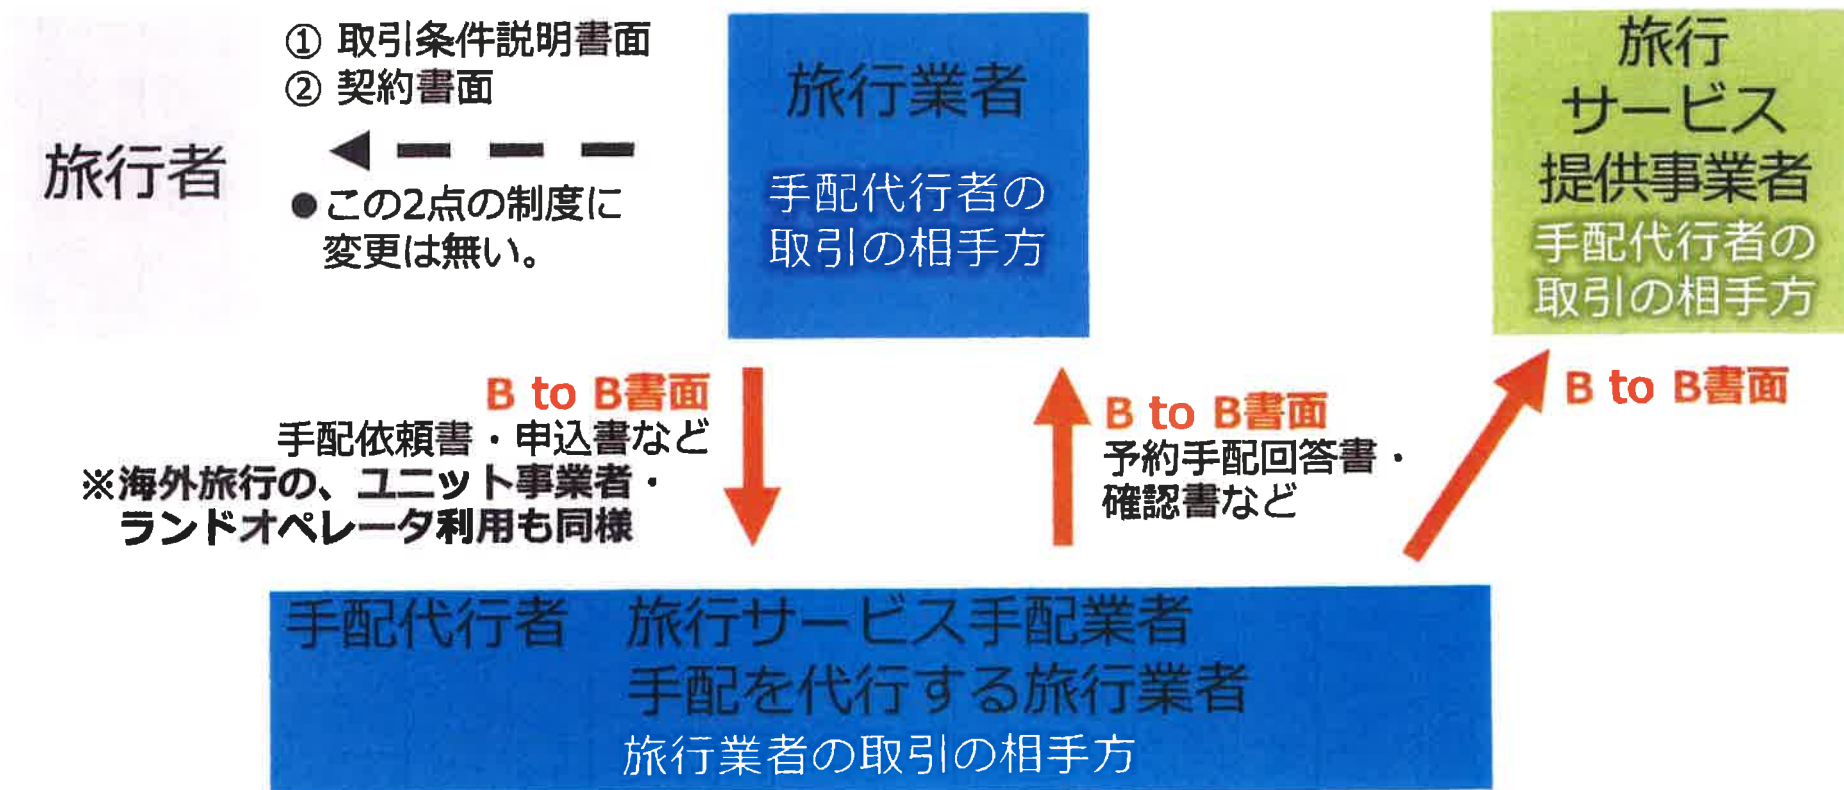 旅行者
① 取引条件説明書面
② 契約書面
●この2点の制度に
変更は無い。
旅行業者
手配代行者の
取引の相手方
旅行
サービス
提供事業者
手配代行者の
取引の相手方
B to B書面
手配依頼書・申込書など
※海外旅行の、ユニット事業者・
ランドオペレータ利用も同様
B to B書面
予約手配回答書・
確認書など
B to B書面
手配代行者 旅行サービス手配業者
手配を代行する旅行業者
旅行業者の取引の相手方